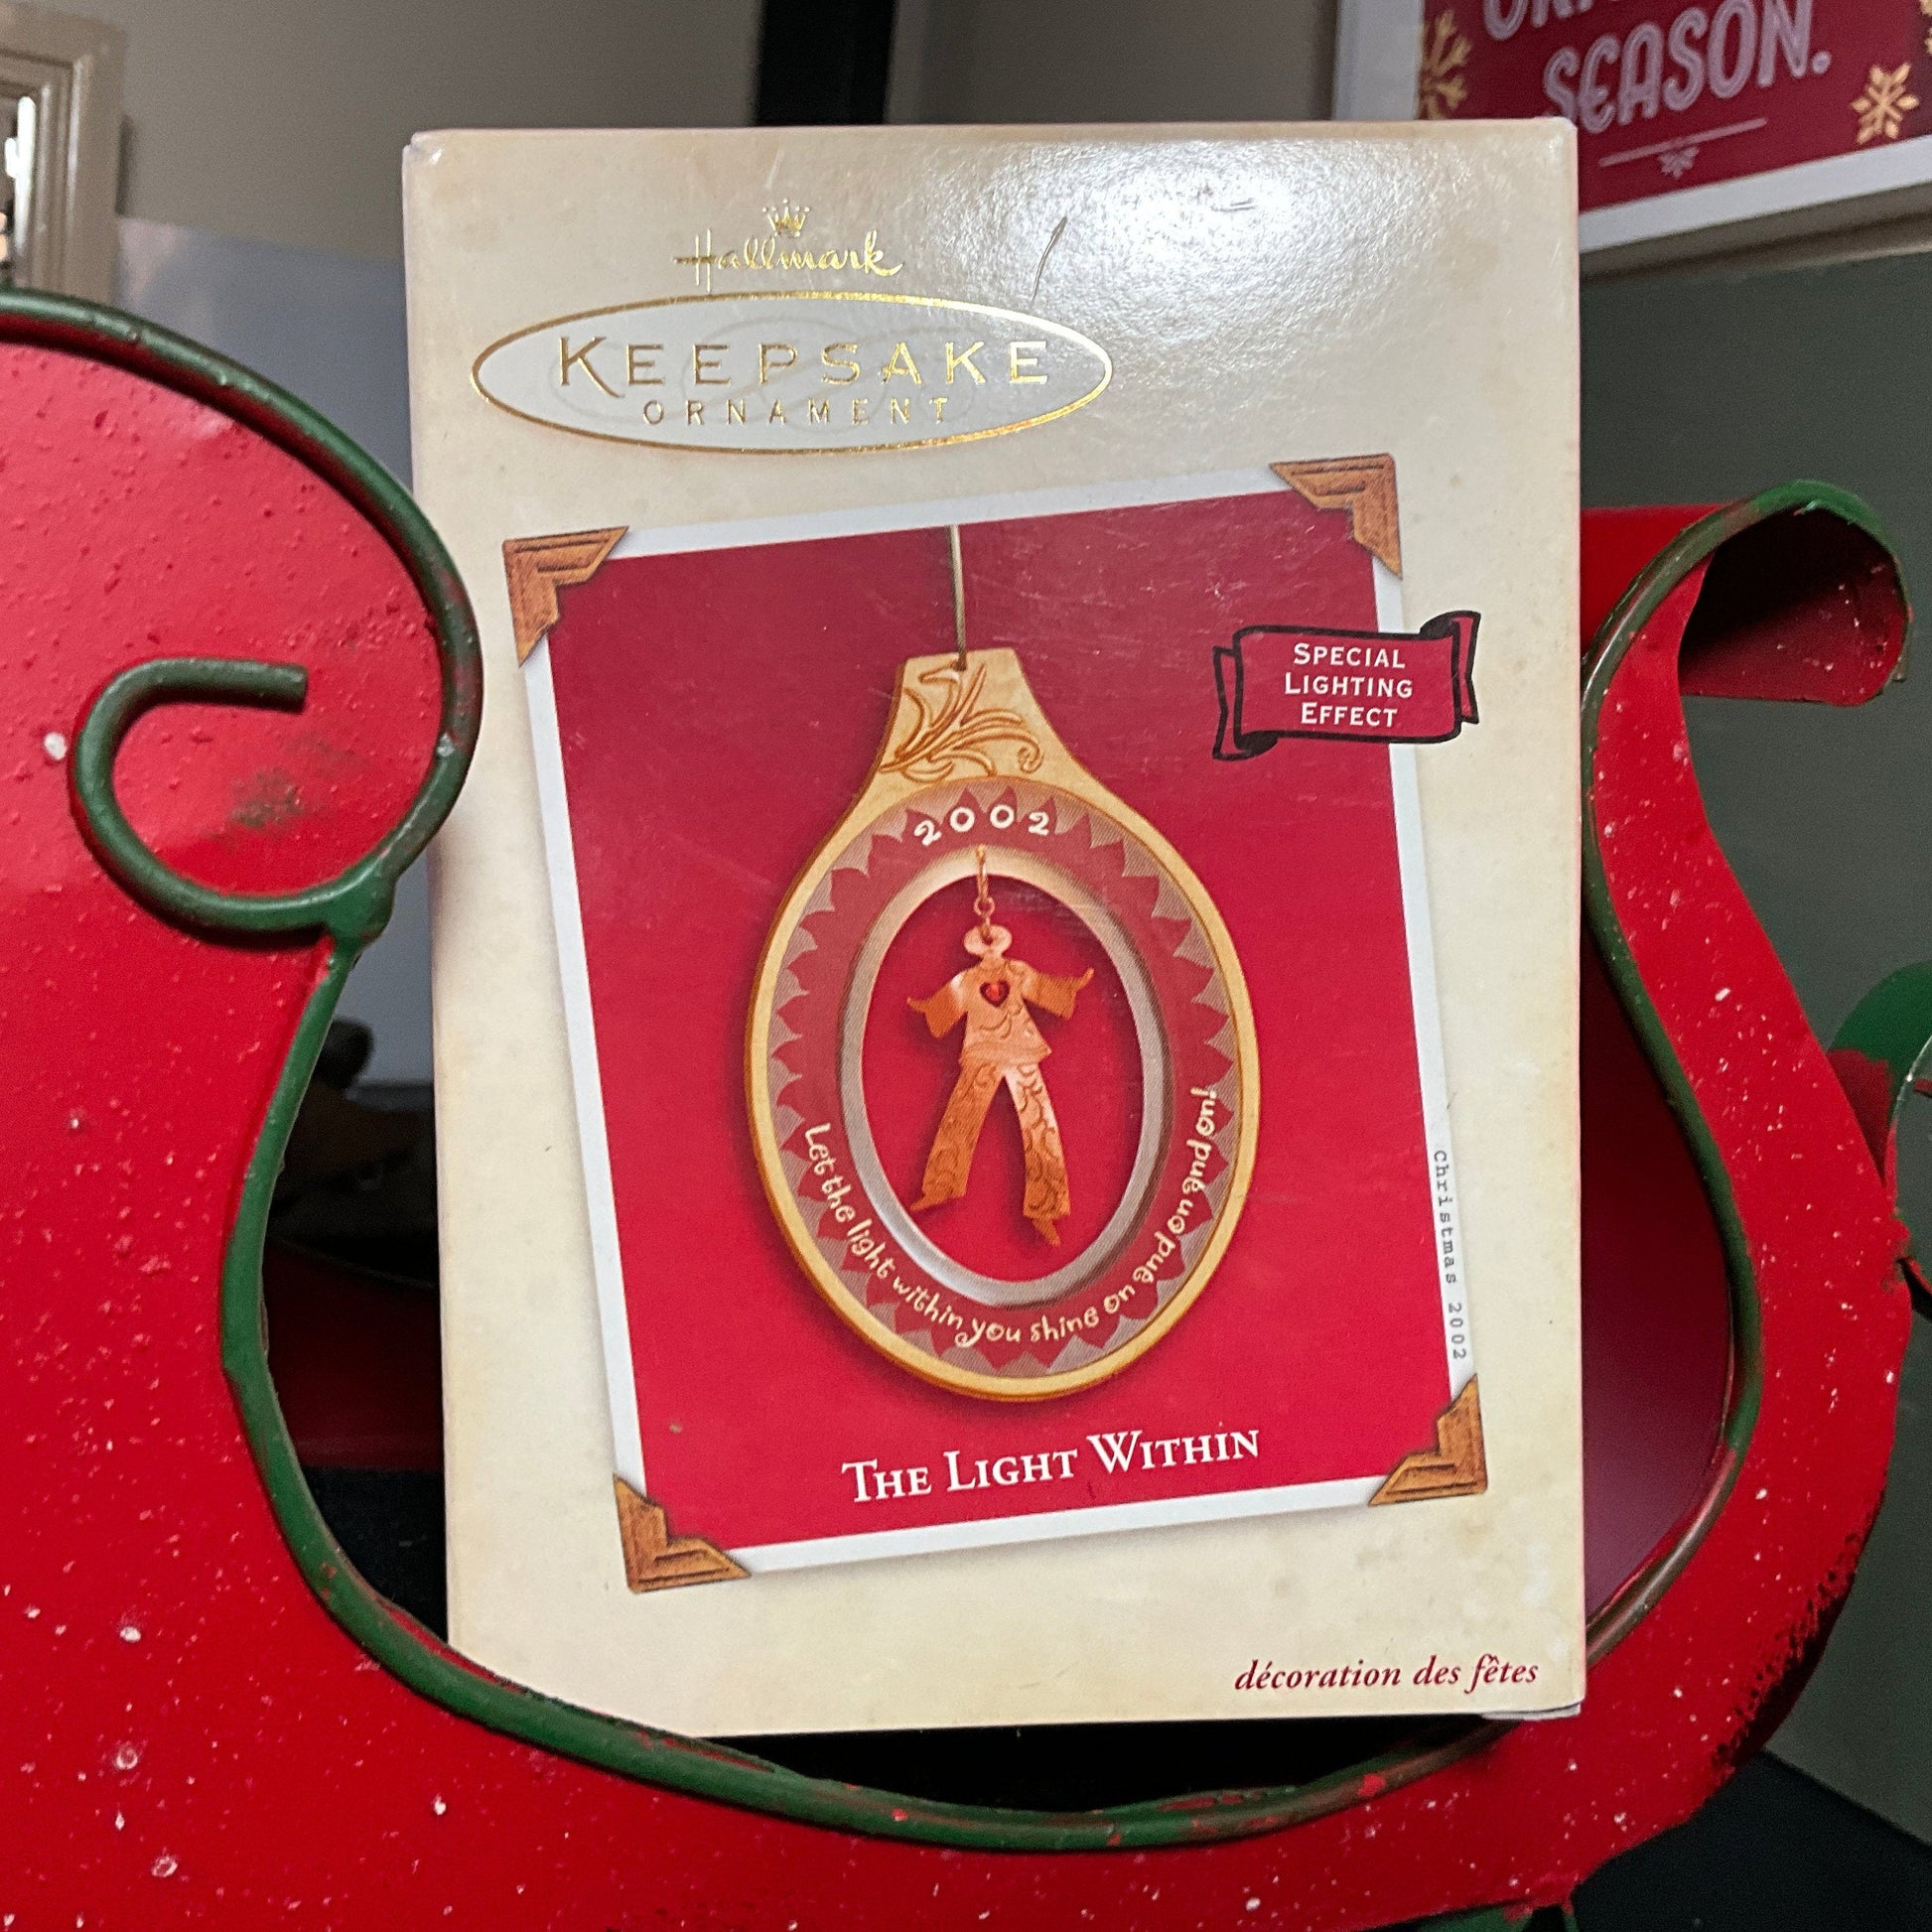 SEASON.
Hallmark
KEEPSAKE
ORNAMENT
SPECIAL
LIGHTING
EFFECT
2002
Let the light within you shine on and on and on!
Christmas 2002
THE LIGHT WITHIN
décoration des fêtes